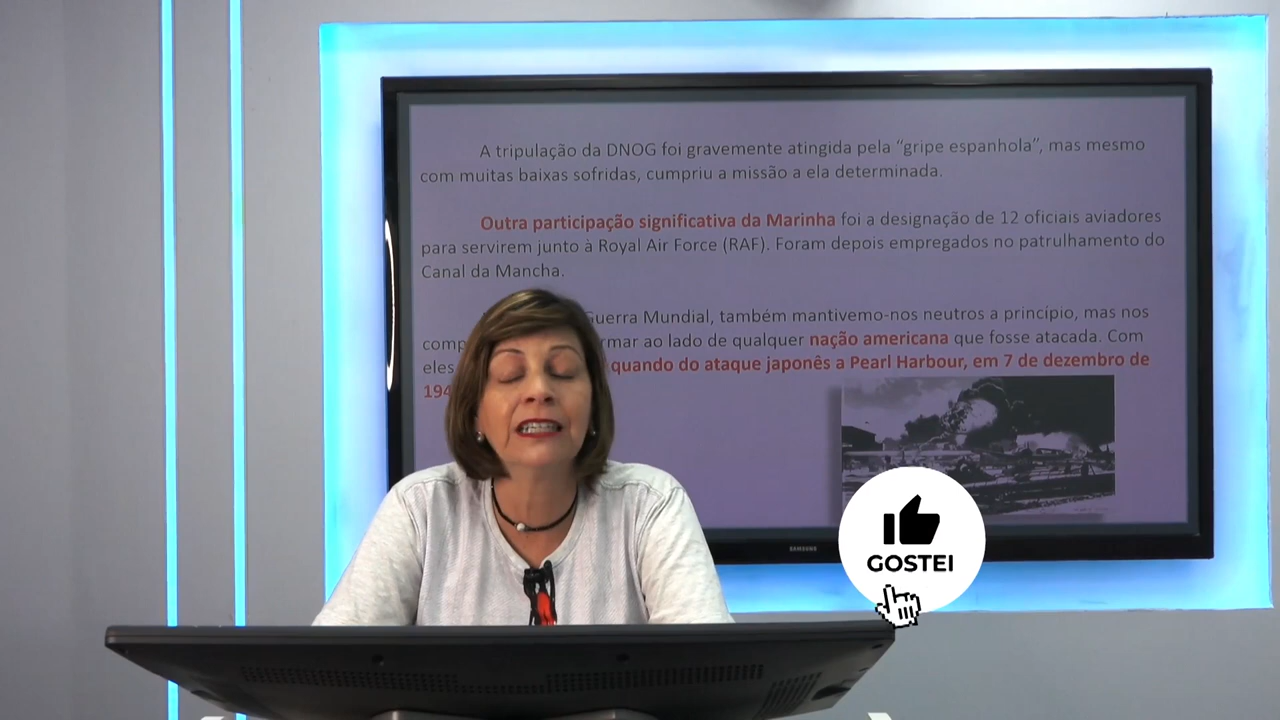 A tripulação da DNOG foi gravemente atingida pela “gripe espanhola”, mas mesmo
com muitas baixas sofridas, cumpriu a missão a ela determinada.
Outra participação significativa da Marinha foi a designação de 12 oficiais aviadores
para servirem junto à Royal Air Force (RAF). Foram depois empregados no patrulhamento do
Canal da Mancha.
Guerra Mundial, também mantivemo-nos neutros a princípio, mas nos
comp rmar ao lado de qualquer nação americana que fosse atacada. Com
eles quando do ataque japonês a Pearl Harbour, em 7 de dezembro de
194
SAMSUNG
GOSTEI